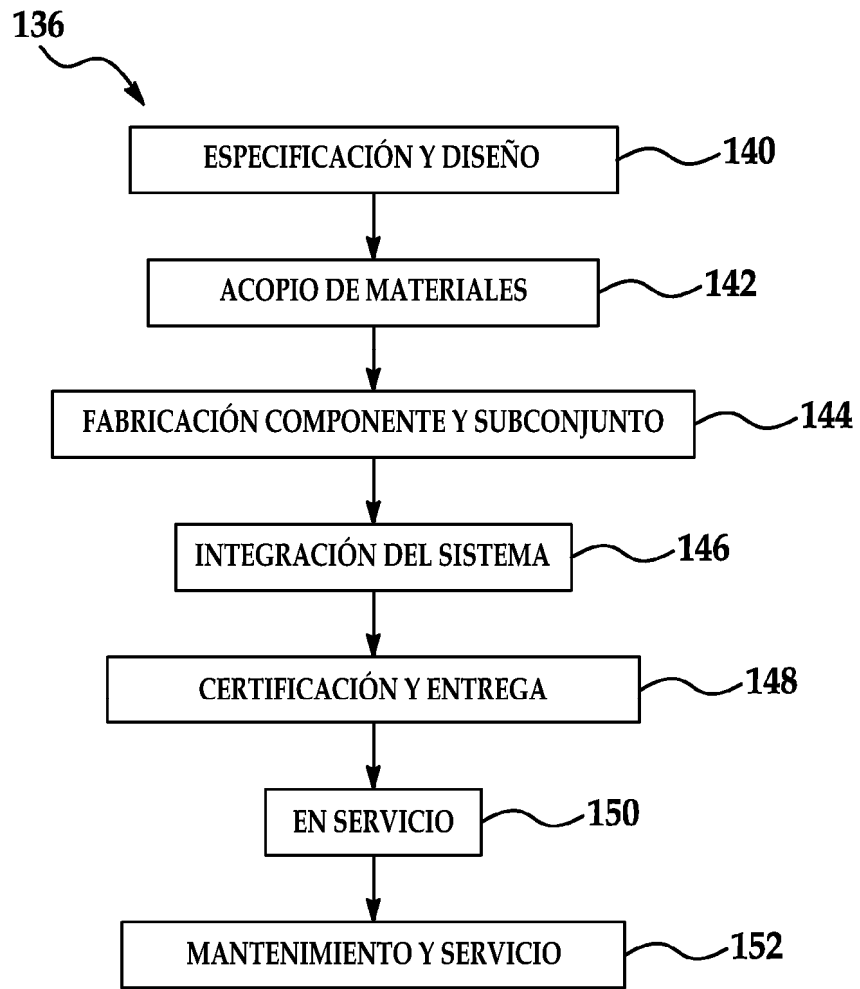 136
ESPECIFICACIÓN Y DISEÑO
140
ACOPIO DE MATERIALES
142
FABRICACIÓN COMPONENTE Y SUBCONJUNTO
144
INTEGRACIÓN DEL SISTEMA
146
CERTIFICACIÓN Y ENTREGA
148
EN SERVICIO
150
MANTENIMIENTO Y SERVICIO
152